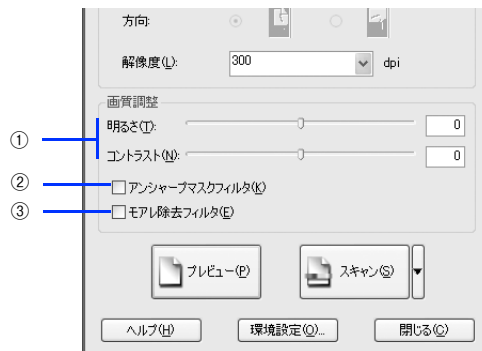 方向:
解像度(L): 300 dpi
画質調整
① 明るさ(T): 0
コントラスト(N): 0
② アンシャープマスクフィルタ(K)
③ モアレ除去フィルタ(E)
プレビュー(P) スキャン(S)
ヘルプ(H) 環境設定(O)... 閉じる(C)